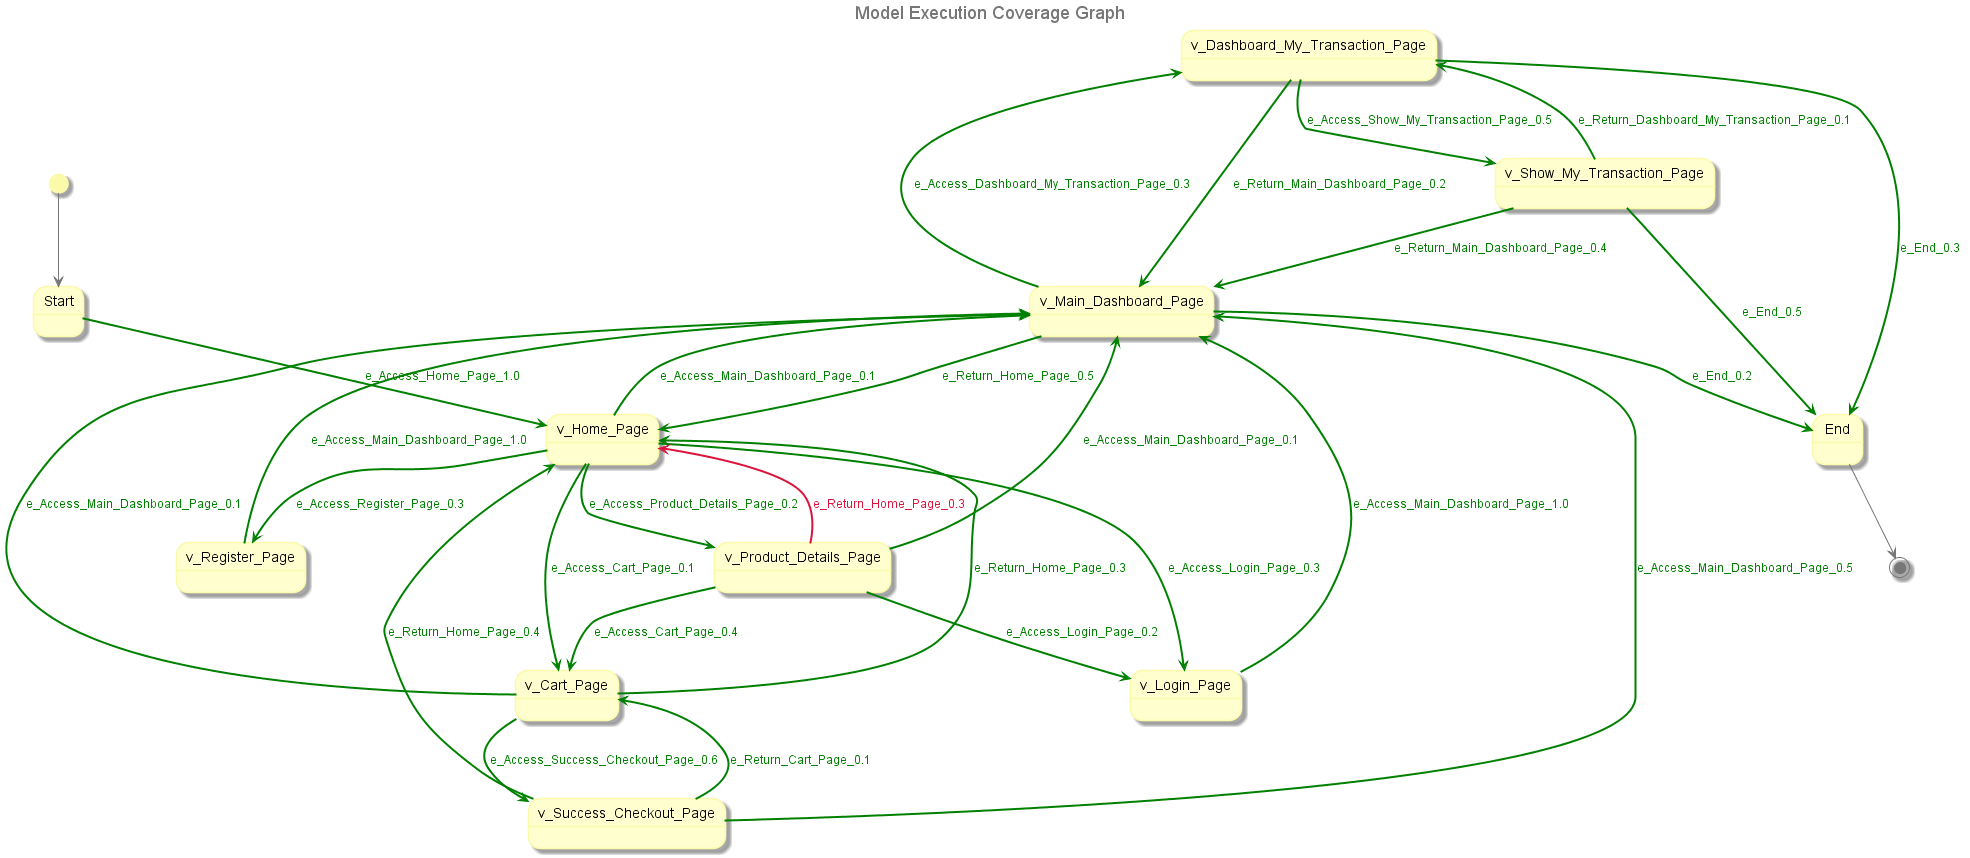 Model Execution Coverage Graph
v_Dashboard_My_Transaction_Page
e_Access_Show_My_Transaction_Page_0.5
e_Return_Dashboard_My_Transaction_Page_0.1
v_Show_My_Transaction_Page
e_Access_Dashboard_My_Transaction_Page_0.3
e_Return_Main_Dashboard_Page_0.2
e_Return_Main_Dashboard_Page_0.4
e_End_0.3
Start
v_Main_Dashboard_Page
e_End_0.5
e_Access_Home_Page_1.0
e_Access_Main_Dashboard_Page_0.1
e_Return_Home_Page_0.5
e_End_0.2
v_Home_Page
End
e_Access_Main_Dashboard_Page_1.0
e_Access_Main_Dashboard_Page_0.1
e_Access_Main_Dashboard_Page_0.1
e_Access_Register_Page_0.3
e_Access_Product_Details_Page_0.2
e_Return_Home_Page_0.3
e_Access_Main_Dashboard_Page_1.0
v_Register_Page
v_Product_Details_Page
e_Access_Cart_Page_0.1
e_Return_Home_Page_0.3
e_Access_Login_Page_0.3
e_Access_Main_Dashboard_Page_0.5
e_Return_Home_Page_0.4
e_Access_Cart_Page_0.4
e_Access_Login_Page_0.2
v_Cart_Page
v_Login_Page
e_Access_Success_Checkout_Page_0.6
e_Return_Cart_Page_0.1
v_Success_Checkout_Page